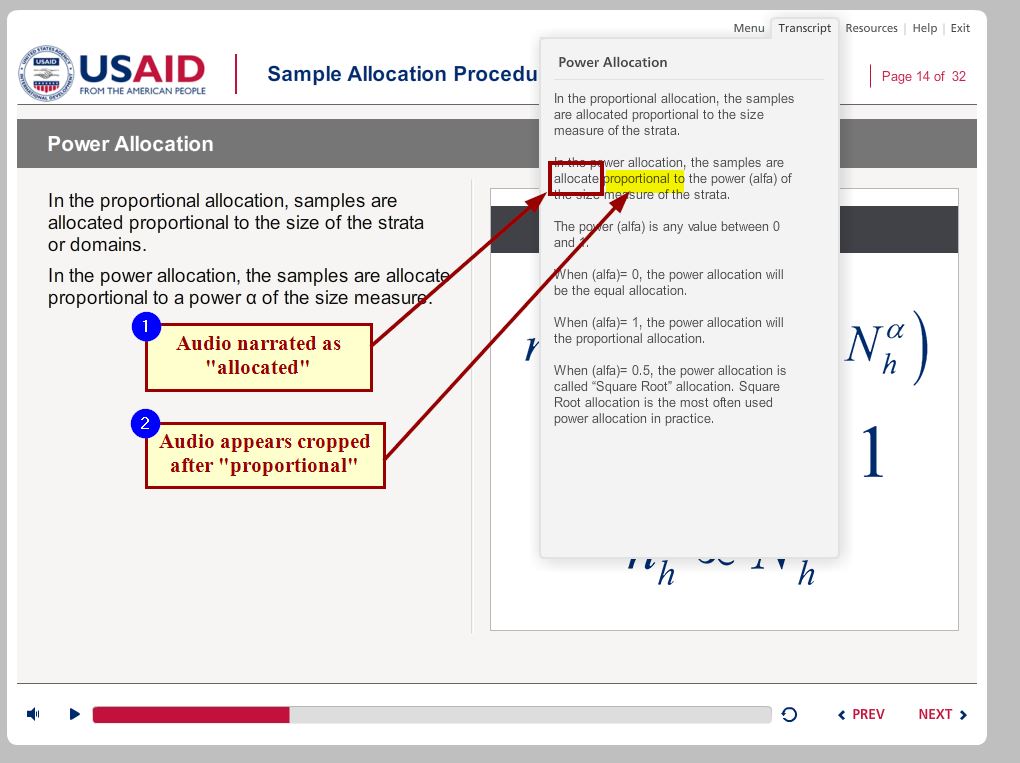 Menu Transcript Resources | Help | Exit
USAID
FROM THE AMERICAN PEOPLE
Sample Allocation Procedu
Page 14 of 32
Power Allocation
In the proportional allocation, samples are
allocated proportional to the size of the strata
or domains.
In the power allocation, the samples are allocate
proportional to a power α of the size measure.
1
Audio narrated as
"allocated"
2
Audio appears cropped
after "proportional"
Power Allocation
In the proportional allocation, the samples
are allocated proportional to the size
measure of the strata.
In the power allocation, the samples are
allocate proportional to the power (alfa) of
the size measure of the strata.
The power (alfa) is any value between 0
and 1.
When (alfa)= 0, the power allocation will
be the equal allocation.
When (alfa)= 1, the power allocation will
the proportional allocation.
When (alfa)= 0.5, the power allocation is
called “Square Root” allocation. Square
Root allocation is the most often used
power allocation in practice.
N_h^α )
1
n_h ∝ N_h
PREV NEXT